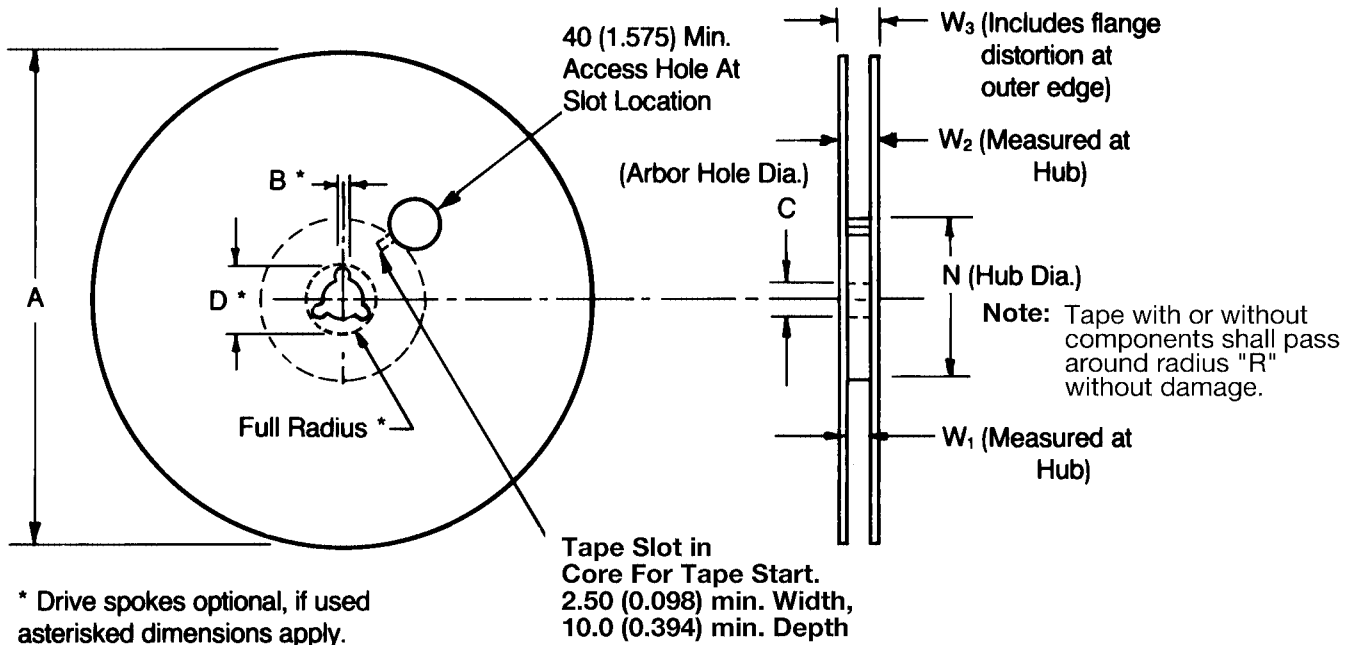 40 (1.575) Min.
Access Hole At
Slot Location
B *
D *
A
Full Radius *
* Drive spokes optional, if used
asterisked dimensions apply.
Tape Slot in
Core For Tape Start.
2.50 (0.098) min. Width,
10.0 (0.394) min. Depth
(Arbor Hole Dia.)
C
W₃ (Includes flange
distortion at
outer edge)
W₂ (Measured at
Hub)
N (Hub Dia.)
Note: Tape with or without
components shall pass
around radius "R"
without damage.
W₁ (Measured at
Hub)